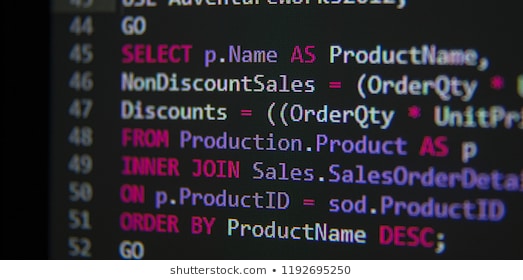 43 USE AdventureWorks2012;
44 GO
45 SELECT p.Name AS ProductName,
46 NonDiscountSales = (OrderQty *
47 Discounts = ((OrderQty * UnitPri
48 FROM Production.Product AS p
49 INNER JOIN Sales.SalesOrderDetai
50 ON p.ProductID = sod.ProductID
51 ORDER BY ProductName DESC;
52 GO
shutterstock.com • 1192695250